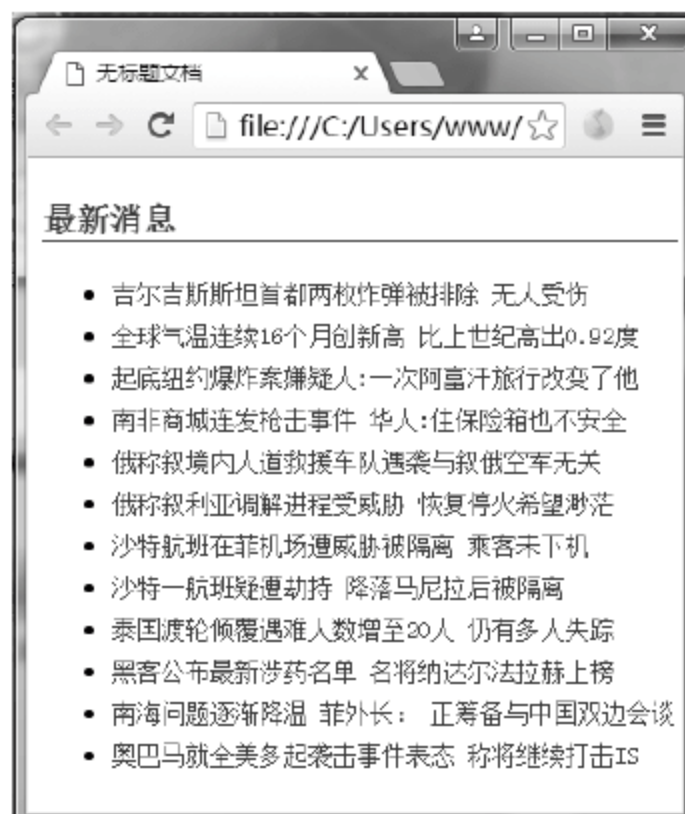 无标题文档
file:///C:/Users/www/
最新消息
吉尔吉斯斯坦首都两枚炸弹被排除 无人受伤
全球气温连续16个月创新高 比上世纪高出0.92度
起底纽约爆炸案嫌疑人:一次阿富汗旅行改变了他
南非商城连发枪击事件 华人:住保险箱也不安全
俄称叙境内人道救援车队遇袭与叙俄空军无关
俄称叙利亚调解进程受威胁 恢复停火希望渺茫
沙特航班在菲机场遭威胁被隔离 乘客未下机
沙特一航班疑遭劫持 降落马尼拉后被隔离
泰国渡轮倾覆遇难人数增至20人 仍有多人失踪
黑客公布最新涉药名单 名将纳达尔法拉赫上榜
南海问题逐渐降温 菲外长： 正筹备与中国双边会谈
奥巴马就全美多起袭击事件表态 称将继续打击IS